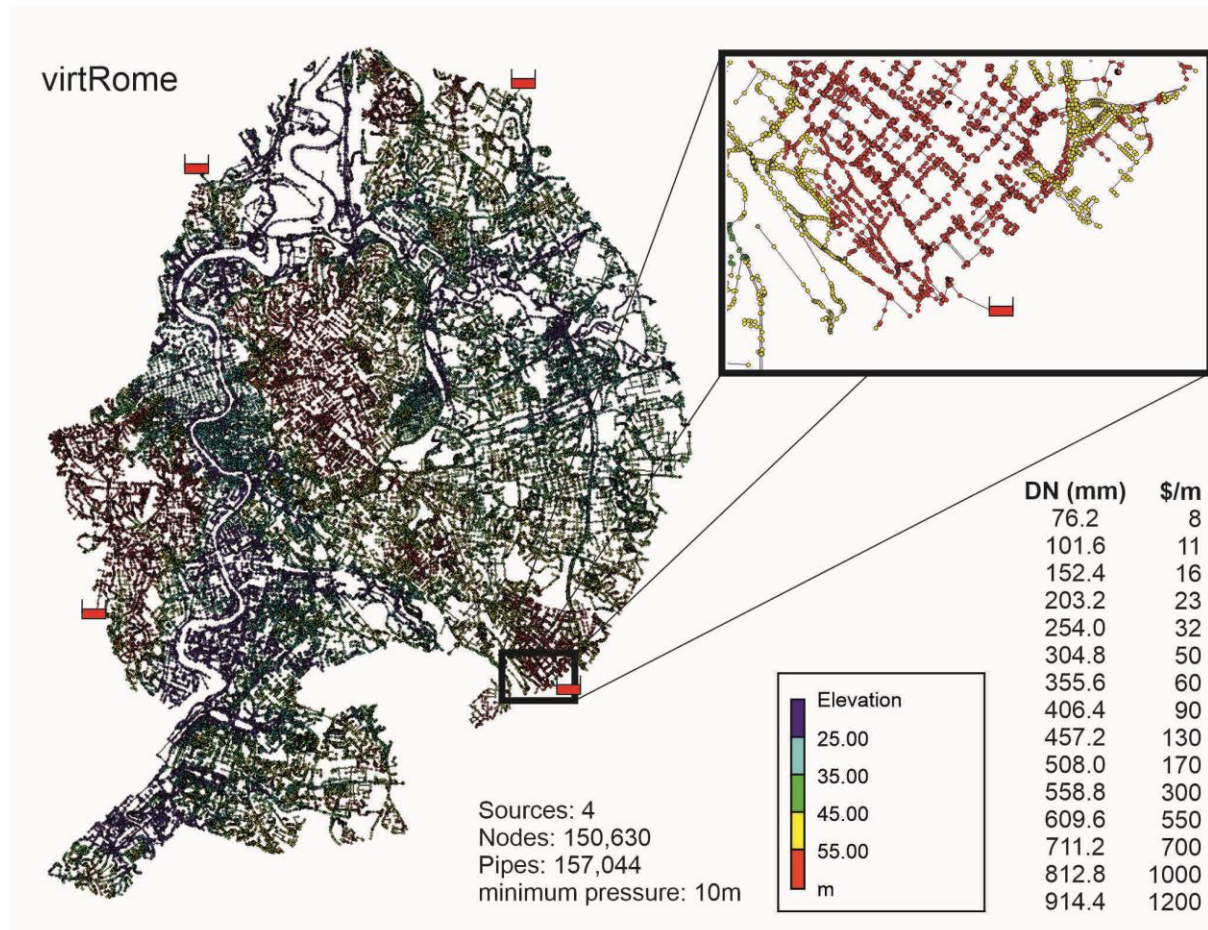 virtRome
Sources: 4
Nodes: 150,630
Pipes: 157,044
minimum pressure: 10m
Elevation
25.00
35.00
45.00
55.00
m
DN (mm) $/m
76.2 8
101.6 11
152.4 16
203.2 23
254.0 32
304.8 50
355.6 60
406.4 90
457.2 130
508.0 170
558.8 300
609.6 550
711.2 700
812.8 1000
914.4 1200